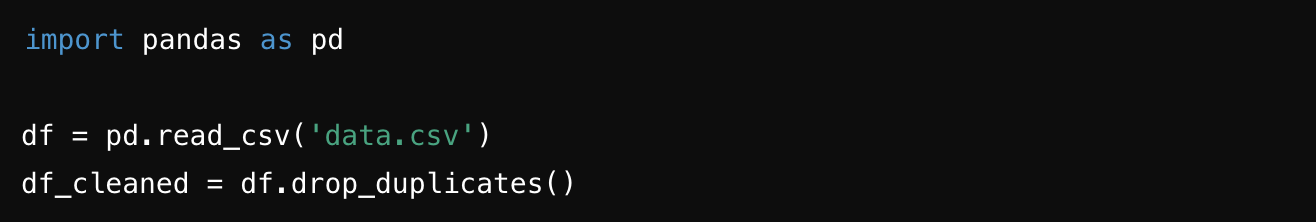 import pandas as pd
df = pd.read_csv('data.csv')
df_cleaned = df.drop_duplicates()